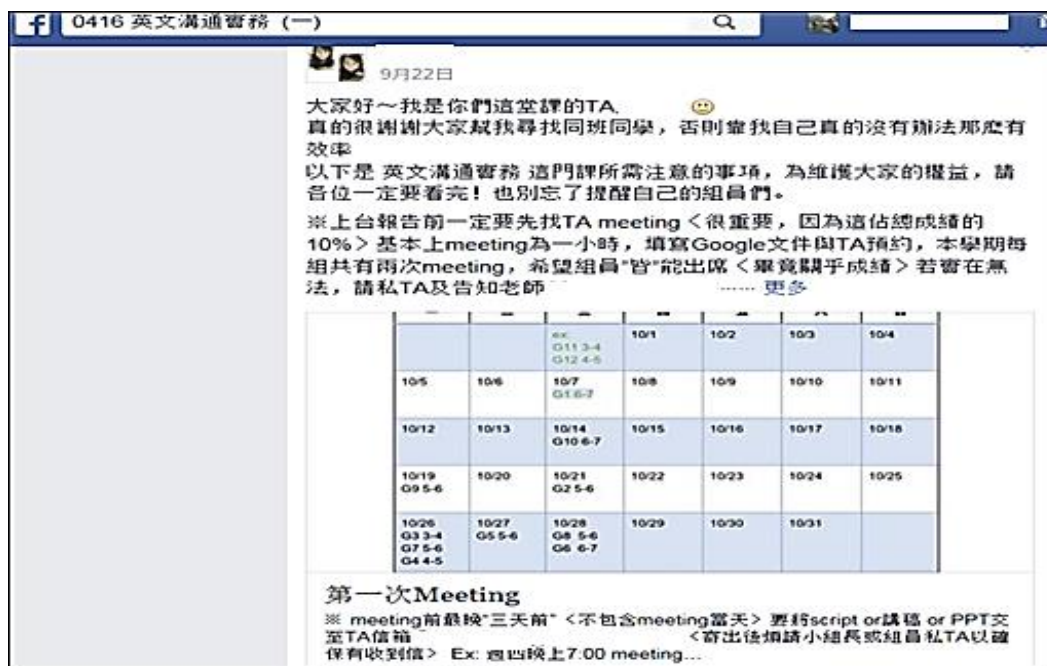 f 0416 英文溝通實務 (一)
9月22日
大家好～我是你們這堂課的TA
真的很謝謝大家幫我尋找同班同學，否則靠我自己真的沒有辦法那麼有
效率
以下是 英文溝通實務 這門課所需注意的事項，為維護大家的權益，請
各位一定要看完！也別忘了提醒自己的組員們。
※上台報告前一定要先找TA meeting＜很重要，因為這佔總成績的
10%＞基本上meeting為一小時，填寫Google文件與TA預約，本學期每
組共有兩次meeting，希望組員"皆"能出席＜畢竟關乎成績＞若實在無
法，請私TA及告知老師 ...... 更多
ex: 10/1 10/2 10/3 10/4
G11 3-4
G12 4-5
10/5 10/6 10/7 10/8 10/9 10/10 10/11
G1 6-7
10/12 10/13 10/14 10/15 10/16 10/17 10/18
G10 6-7
10/19 10/20 10/21 10/22 10/23 10/24 10/25
G9 5-6 G2 5-6
10/26 10/27 10/28 10/29 10/30 10/31
G3 3-4 G5 5-6 G8 5-6
G7 5-6 G6 6-7
G4 4-5
第一次Meeting
※ meeting前最晚"三天前"＜不包含meeting當天＞要將script or講稿 or PPT交
至TA信箱 ＜寄出後煩請小組長或組員私TA以確
保有收到信＞ Ex: 週四晚上7:00 meeting...